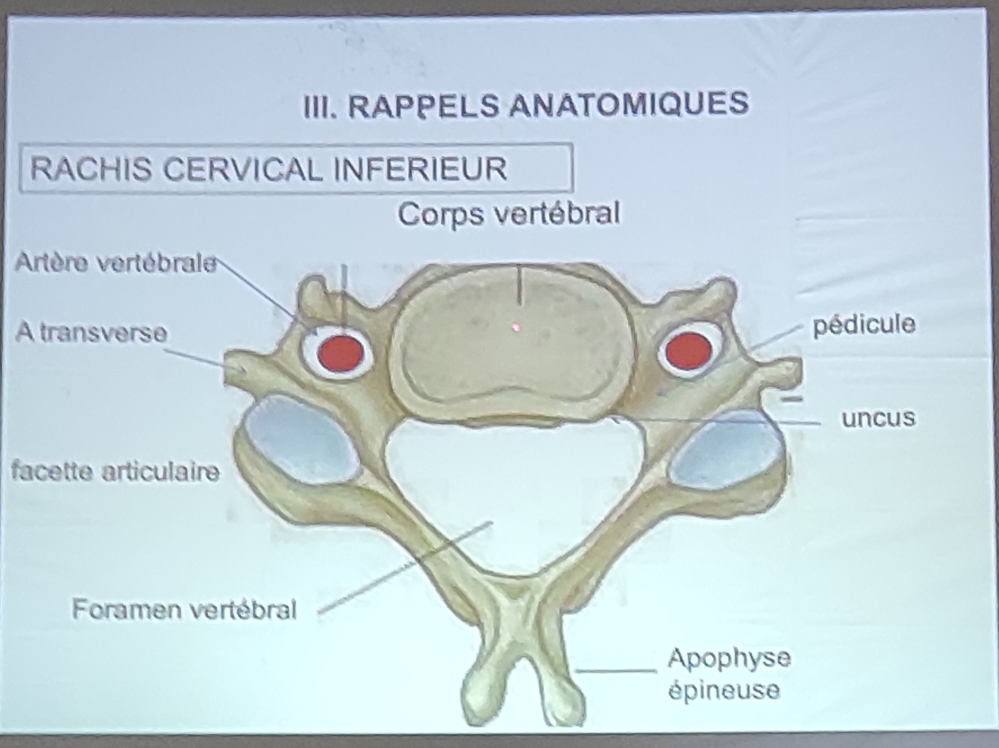 III. RAPPELS ANATOMIQUES
RACHIS CERVICAL INFERIEUR
Corps vertébral
Artère vertébrale
A transverse
pédicule
uncus
facette articulaire
Foramen vertébral
Apophyse
épineuse